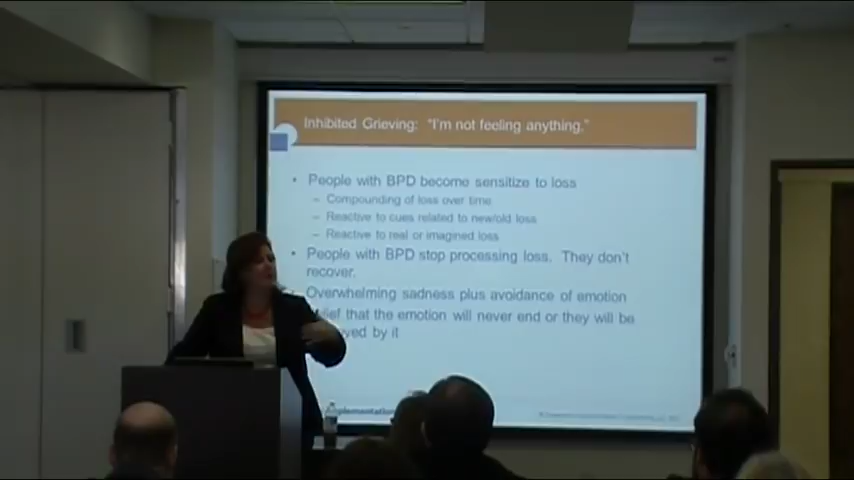 Inhibited Grieving: "I'm not feeling anything."
• People with BPD become sensitize to loss
– Compounding of loss over time
– Reactive to cues related to new/old loss
– Reactive to real or imagined loss
• People with BPD stop processing loss. They don't
recover.
Overwhelming sadness plus avoidance of emotion
lief that the emotion will never end or they will be
yed by it
mplementation